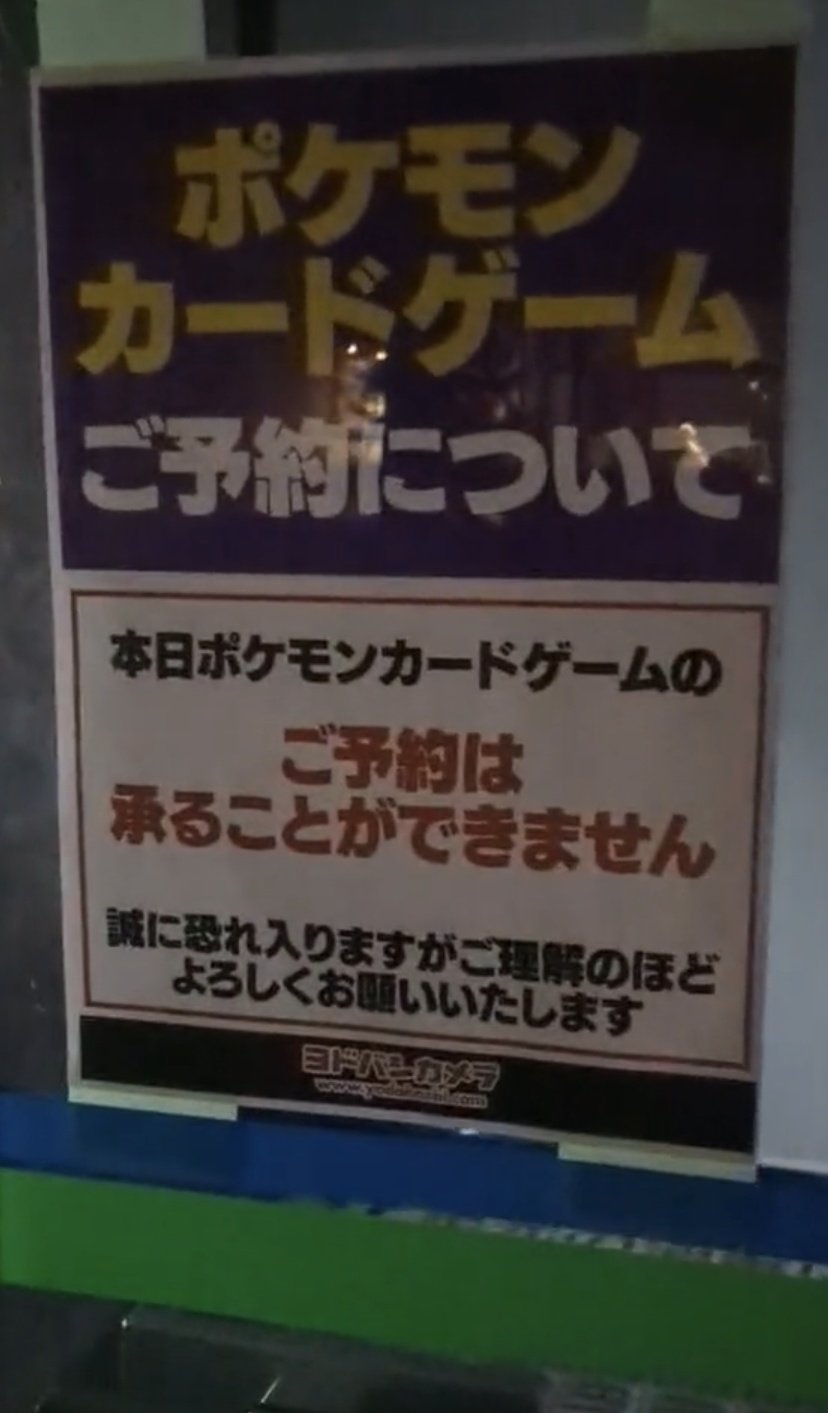 ポケモン
カードゲーム
ご予約について
本日ポケモンカードゲームの
ご予約は
承ることができません
誠に恐れ入りますがご理解のほど
よろしくお願いいたします
ヨドバシカメラ
www.yodobashi.com